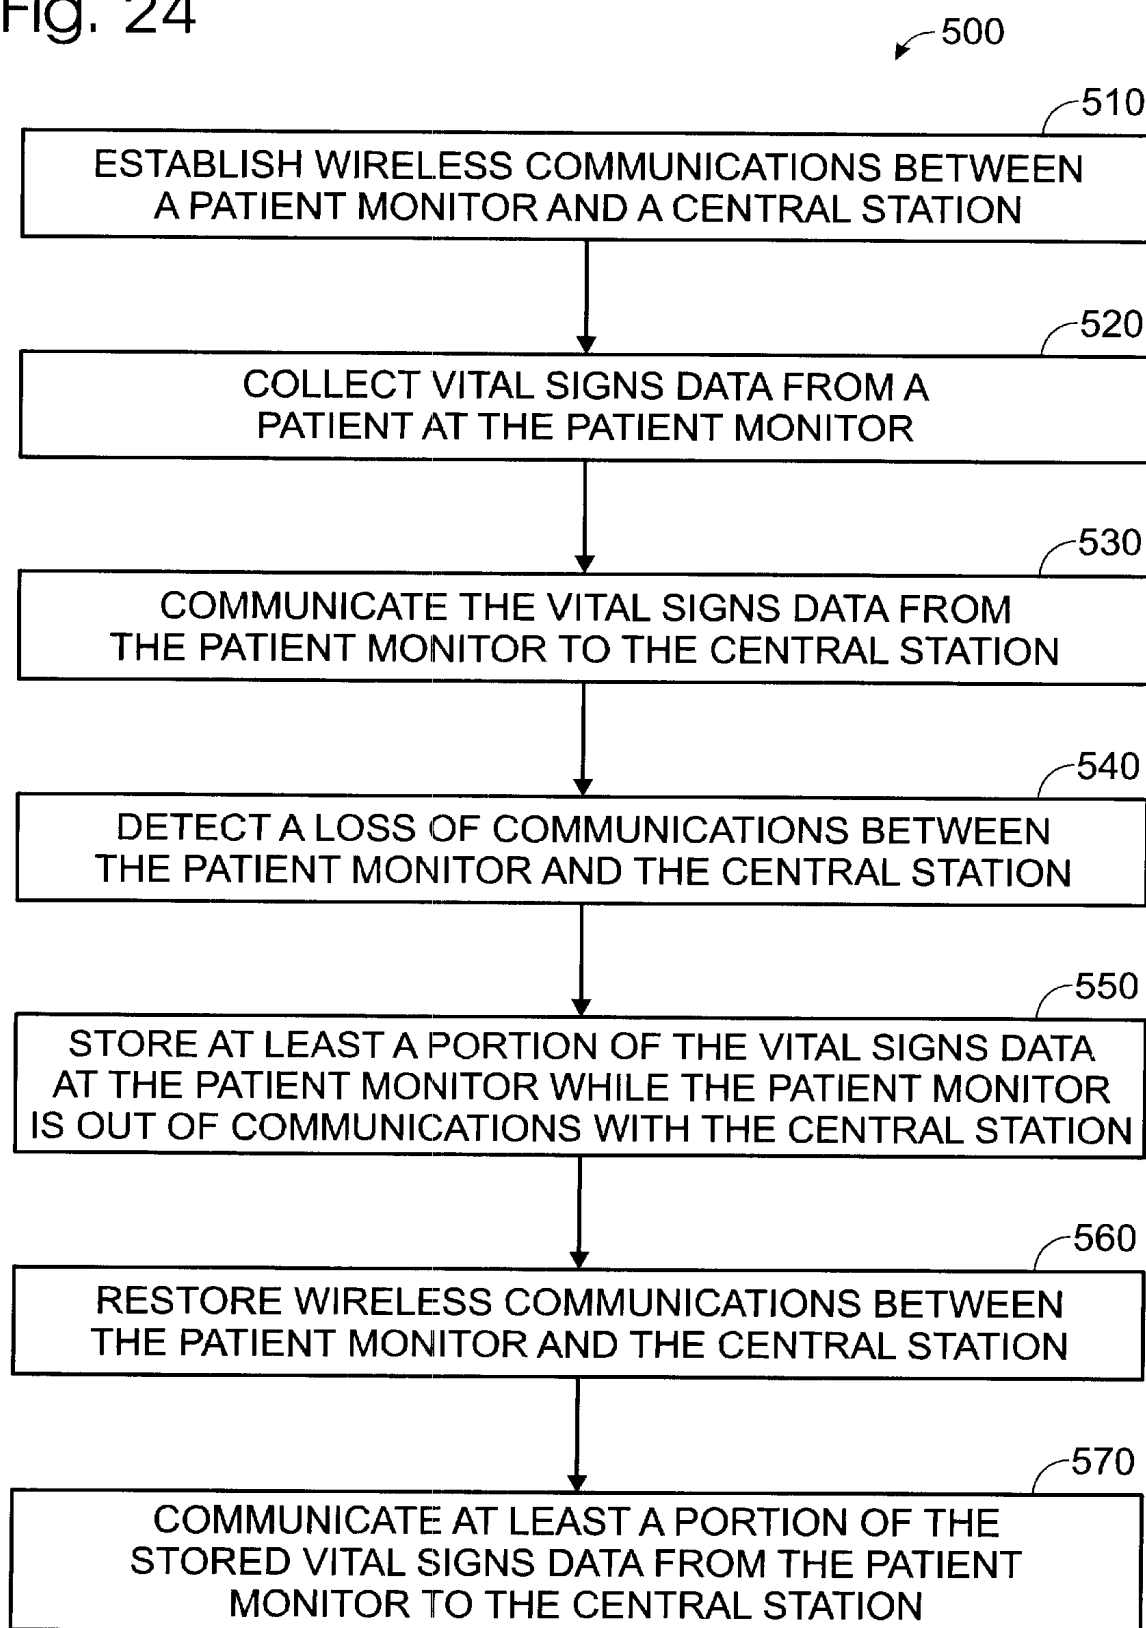 Fig. 24
500
510
ESTABLISH WIRELESS COMMUNICATIONS BETWEEN
A PATIENT MONITOR AND A CENTRAL STATION
520
COLLECT VITAL SIGNS DATA FROM A
PATIENT AT THE PATIENT MONITOR
530
COMMUNICATE THE VITAL SIGNS DATA FROM
THE PATIENT MONITOR TO THE CENTRAL STATION
540
DETECT A LOSS OF COMMUNICATIONS BETWEEN
THE PATIENT MONITOR AND THE CENTRAL STATION
550
STORE AT LEAST A PORTION OF THE VITAL SIGNS DATA
AT THE PATIENT MONITOR WHILE THE PATIENT MONITOR
IS OUT OF COMMUNICATIONS WITH THE CENTRAL STATION
560
RESTORE WIRELESS COMMUNICATIONS BETWEEN
THE PATIENT MONITOR AND THE CENTRAL STATION
570
COMMUNICATE AT LEAST A PORTION OF THE
STORED VITAL SIGNS DATA FROM THE PATIENT
MONITOR TO THE CENTRAL STATION